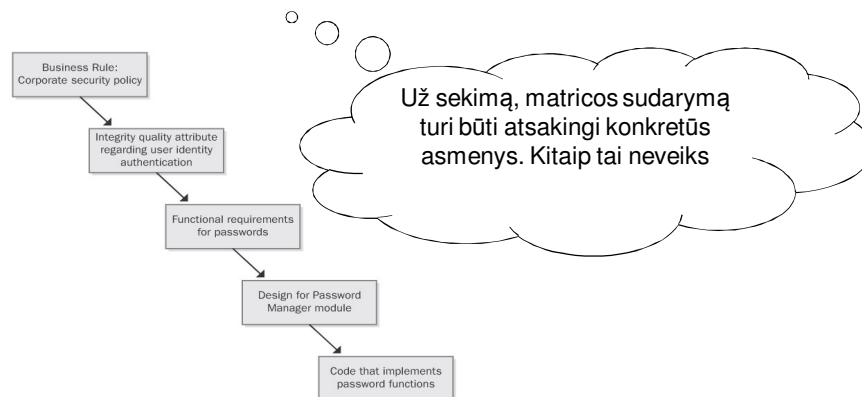 Business Rule:
Corporate security policy
Už sekimą, matricos sudarymą
turi būti atsakingi konkretūs
asmenys. Kitaip tai neveiks
Integrity quality attribute
regarding user identity
authentication
Functional requirements
for passwords
Design for Password
Manager module
Code that implements
password functions